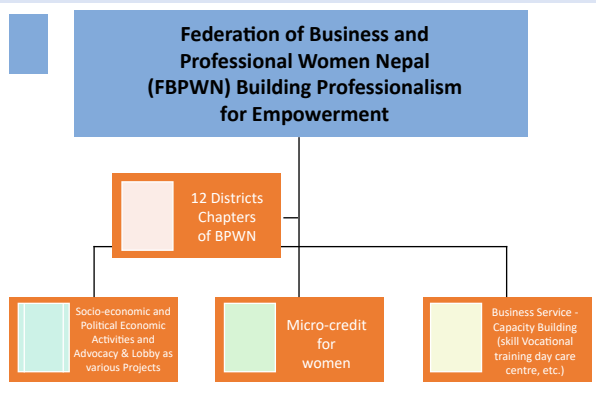 Federation of Business and
Professional Women Nepal
(FBPWN) Building Professionalism
for Empowerment
12 Districts
Chapters
of BPWN
Socio-economic and
Political Economic
Activities and
Advocacy & Lobby as
various Projects
Micro-credit
for
women
Business Service -
Capacity Building
(skill Vocational
training day care
centre, etc.)